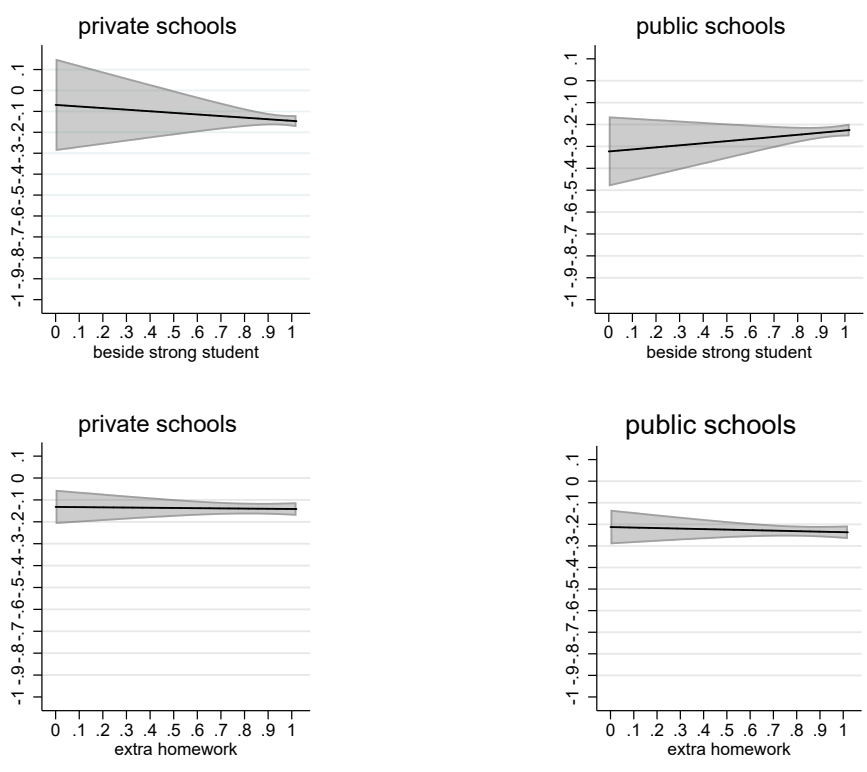 private schools
-1 -.9-.8-.7-.6-.5-.4-.3-.2-.1 0 .1
0 .1 .2 .3 .4 .5 .6 .7 .8 .9 1
beside strong student
public schools
-1 -.9-.8-.7-.6-.5-.4-.3-.2-.1 0 .1
0 .1 .2 .3 .4 .5 .6 .7 .8 .9 1
beside strong student
private schools
-1 -.9-.8-.7-.6-.5-.4-.3-.2-.1 0 .1
0 .1 .2 .3 .4 .5 .6 .7 .8 .9 1
extra homework
public schools
-1 -.9-.8-.7-.6-.5-.4-.3-.2-.1 0 .1
0 .1 .2 .3 .4 .5 .6 .7 .8 .9 1
extra homework